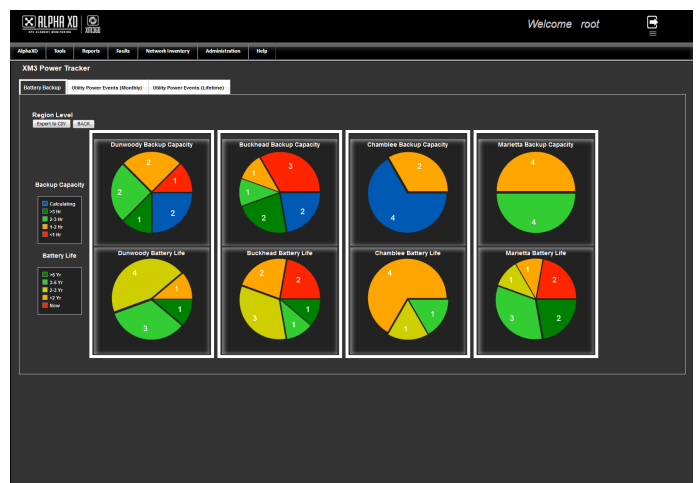 ALPHA XD
XPS ELEMENT MONITORING
XM360
Welcome root
AlphaXD Tools Reports Faults Network Inventory Administration Help
XM3 Power Tracker
Battery Backup Utility Power Events (Monthly) Utility Power Events (Lifetime)
Region Level
Export to CSV BACK
Dunwoody Backup Capacity
2
1
2
1
2
Buckhead Backup Capacity
3
1
1
2
2
Chamblee Backup Capacity
2
4
Marietta Backup Capacity
4
4
Backup Capacity
Calculating
>3 Hr
2-3 Hr
1-2 Hr
<1 Hr
Dunwoody Battery Life
4
1
1
3
Buckhead Battery Life
2
2
1
3
1
Chamblee Battery Life
4
1
1
Marietta Battery Life
1
1
2
3
2
Battery Life
>5 Yr
3-5 Yr
2-3 Yr
<2 Yr
Now